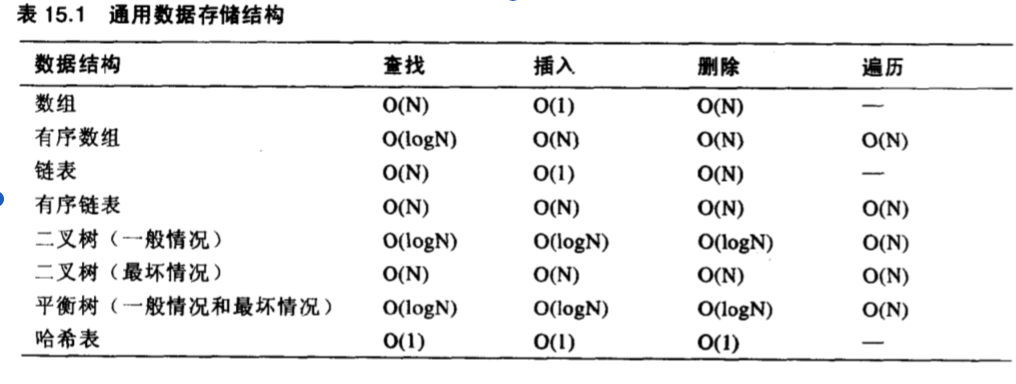 表 15.1 通用数据存储结构
数据结构 查找 插入 删除 遍历
数组 O(N) O(1) O(N) —
有序数组 O(logN) O(N) O(N) O(N)
链表 O(N) O(1) O(N) —
有序链表 O(N) O(N) O(N) O(N)
二叉树（一般情况） O(logN) O(logN) O(logN) O(N)
二叉树（最坏情况） O(N) O(N) O(N) O(N)
平衡树（一般情况和最坏情况） O(logN) O(logN) O(logN) O(N)
哈希表 O(1) O(1) O(1) —